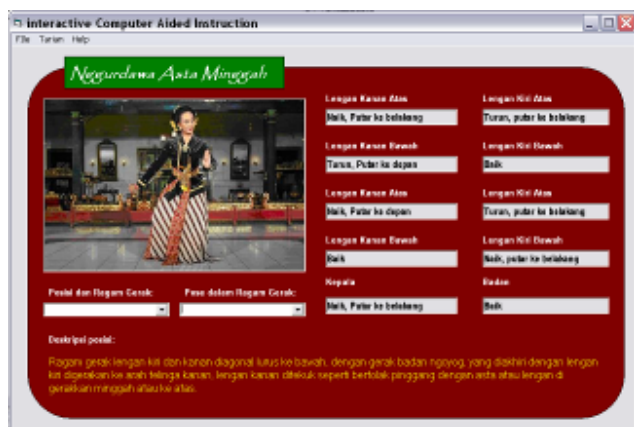 interactive Computer Aided Instruction
File Tarian Help
Nggurdawa Asta Minggah
Lengan Kanan Atas
Lengan Kiri Atas
Naik, Putar ke belakang
Turun, putar ke belakang
Lengan Kanan Bawah
Lengan Kiri Bawah
Turun, Putar ke depan
Baik
Lengan Kanan Atas
Lengan Kiri Atas
Naik, Putar ke depan
Turun, putar ke belakang
Lengan Kanan Bawah
Lengan Kiri Bawah
Baik
Naik, putar ke belakang
Kepala
Badan
Naik, Putar ke belakang
Baik
Posisi dan Ragam Gerak:
Pose dalam Ragam Gerak:
Deskripsi posisi:
Ragam gerak lengan kiri dan kanan diagonal lurus ke bawah, dengan gerak badan ngoyog, yang diakhiri dengan lengan
kiri digerakan ke arah telinga kanan, lengan kanan ditekuk seperti bertolak pinggang dengan asta atau lengan di
gerakkan minggah atau ke atas.